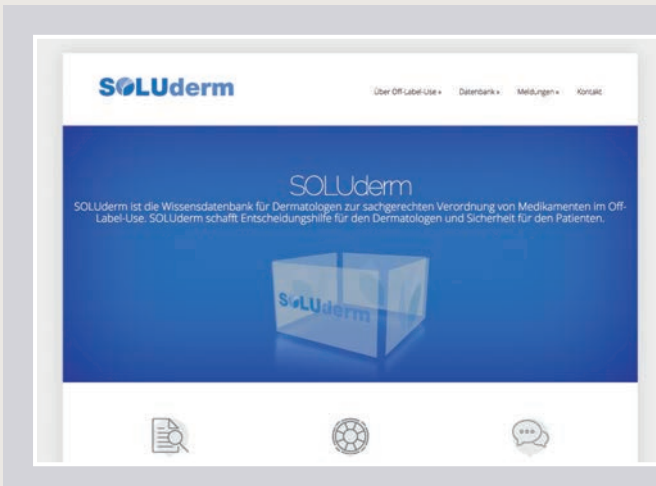 SOLUderm
Über Off-Label-Use Datenbank Meldungen Kontakt
SOLUderm
SOLUderm ist die Wissensdatenbank für Dermatologen zur sachgerechten Verordnung von Medikamenten im Off-
Label-Use. SOLUderm schafft Entscheidungshilfe für den Dermatologen und Sicherheit für den Patienten.
SOLUderm